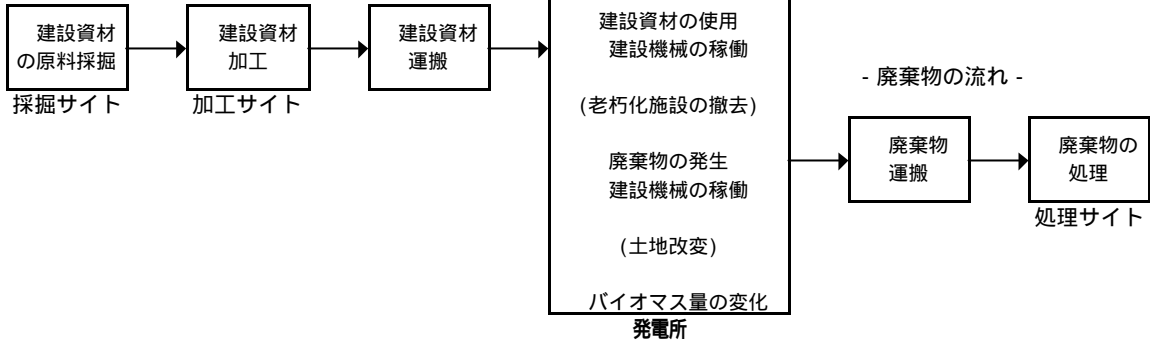 建設資材
の原料採掘
採掘サイト
建設資材
加工
加工サイト
建設資材
運搬
建設資材の使用
建設機械の稼働
(老朽化施設の撤去)
廃棄物の発生
建設機械の稼働
(土地改変)
バイオマス量の変化
発電所
- 廃棄物の流れ -
廃棄物
運搬
廃棄物の
処理
処理サイト